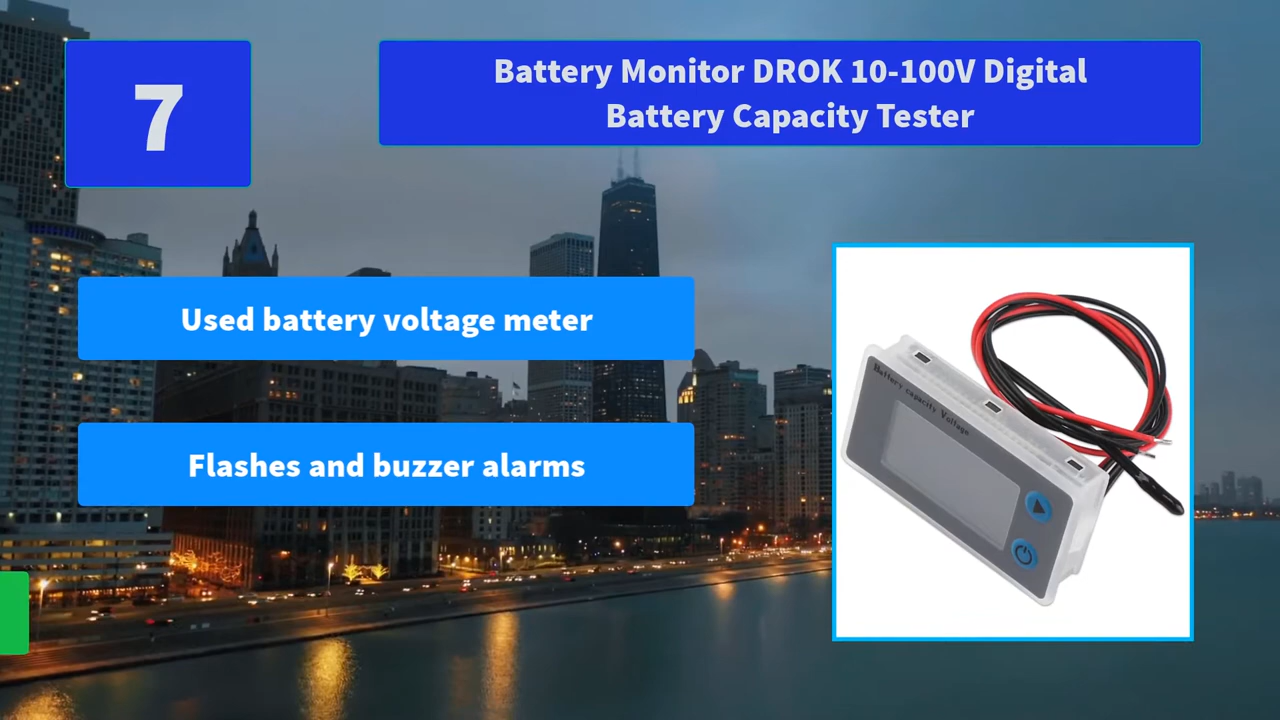 7
Battery Monitor DROK 10-100V Digital
Battery Capacity Tester
Used battery voltage meter
Flashes and buzzer alarms
Battery capacity Voltage